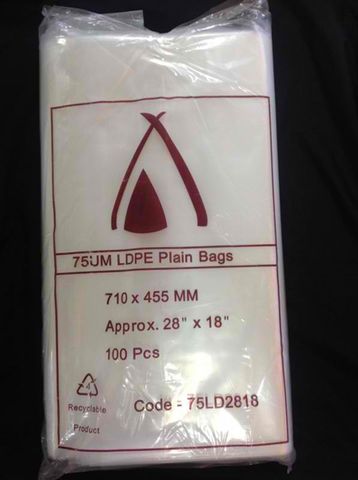 75UM LDPE Plain Bags
710 x 455 MM
Approx. 28" x 18"
100 Pcs
4
Recyclable
Product
Code - 75LD2818